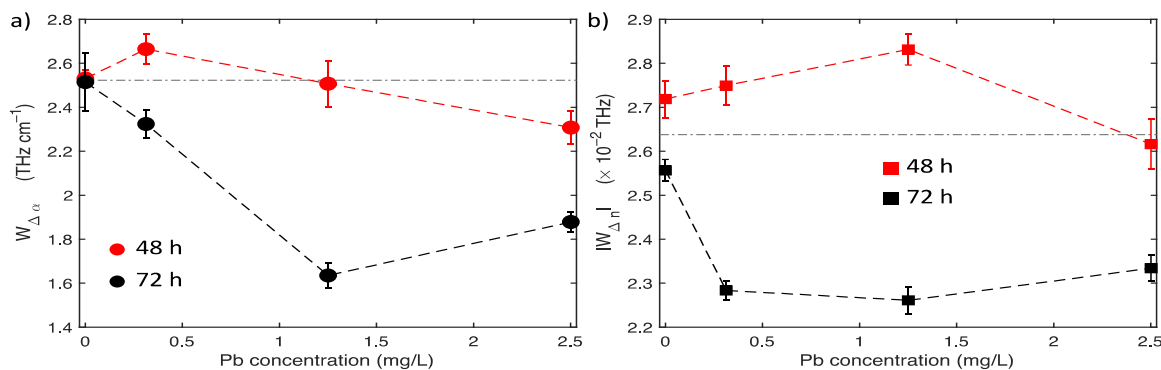 a)
2.8
2.6
2.4
2.2
2
1.8
1.6
1.4
W Δ α (THz cm⁻¹)
48 h
72 h
0 0.5 1 1.5 2 2.5
Pb concentration (mg/L)
b)
2.9
2.8
2.7
2.6
2.5
2.4
2.3
2.2
|W Δ n| (× 10⁻² THz)
48 h
72 h
0 0.5 1 1.5 2 2.5
Pb concentration (mg/L)